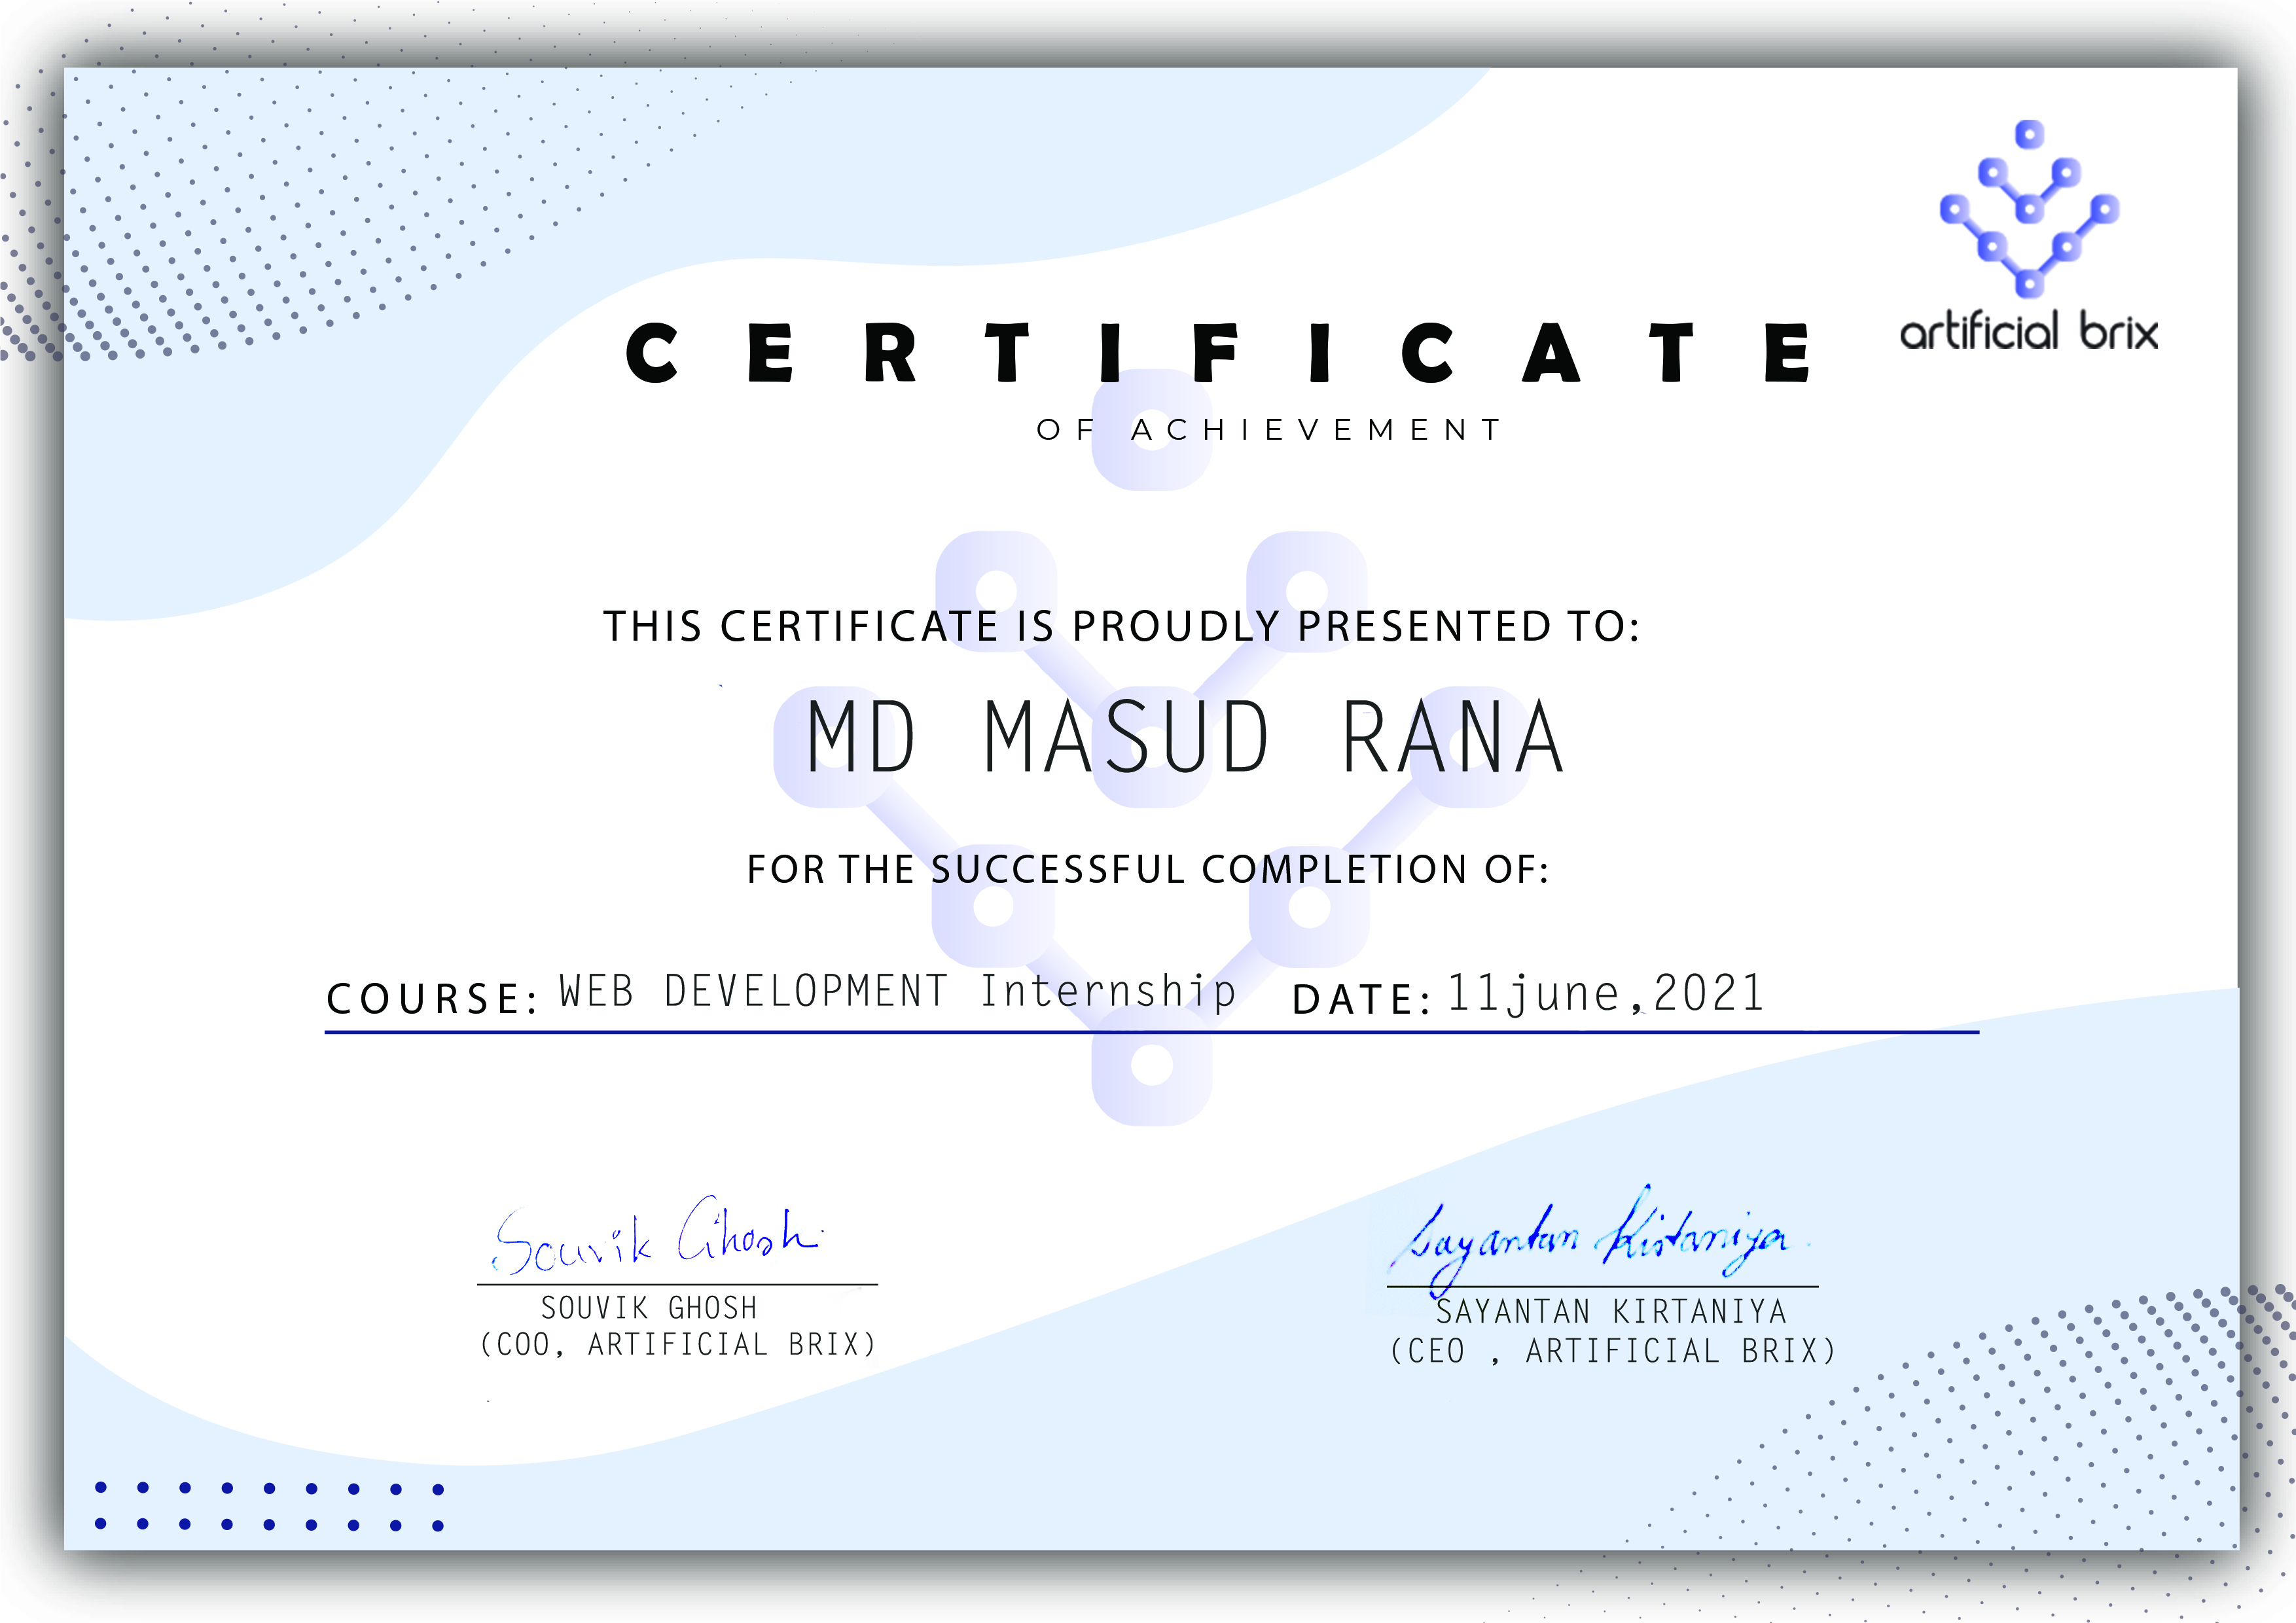 artificial brix
CERTIFICATE
OF ACHIEVEMENT
THIS CERTIFICATE IS PROUDLY PRESENTED TO:
MD MASUD RANA
FOR THE SUCCESSFUL COMPLETION OF:
COURSE: WEB DEVELOPMENT Internship DATE: 11june,2021
Souvik Ghosh
SOUVIK GHOSH
(COO, ARTIFICIAL BRIX)
Sayantan Kirtaniya
SAYANTAN KIRTANIYA
(CEO , ARTIFICIAL BRIX)